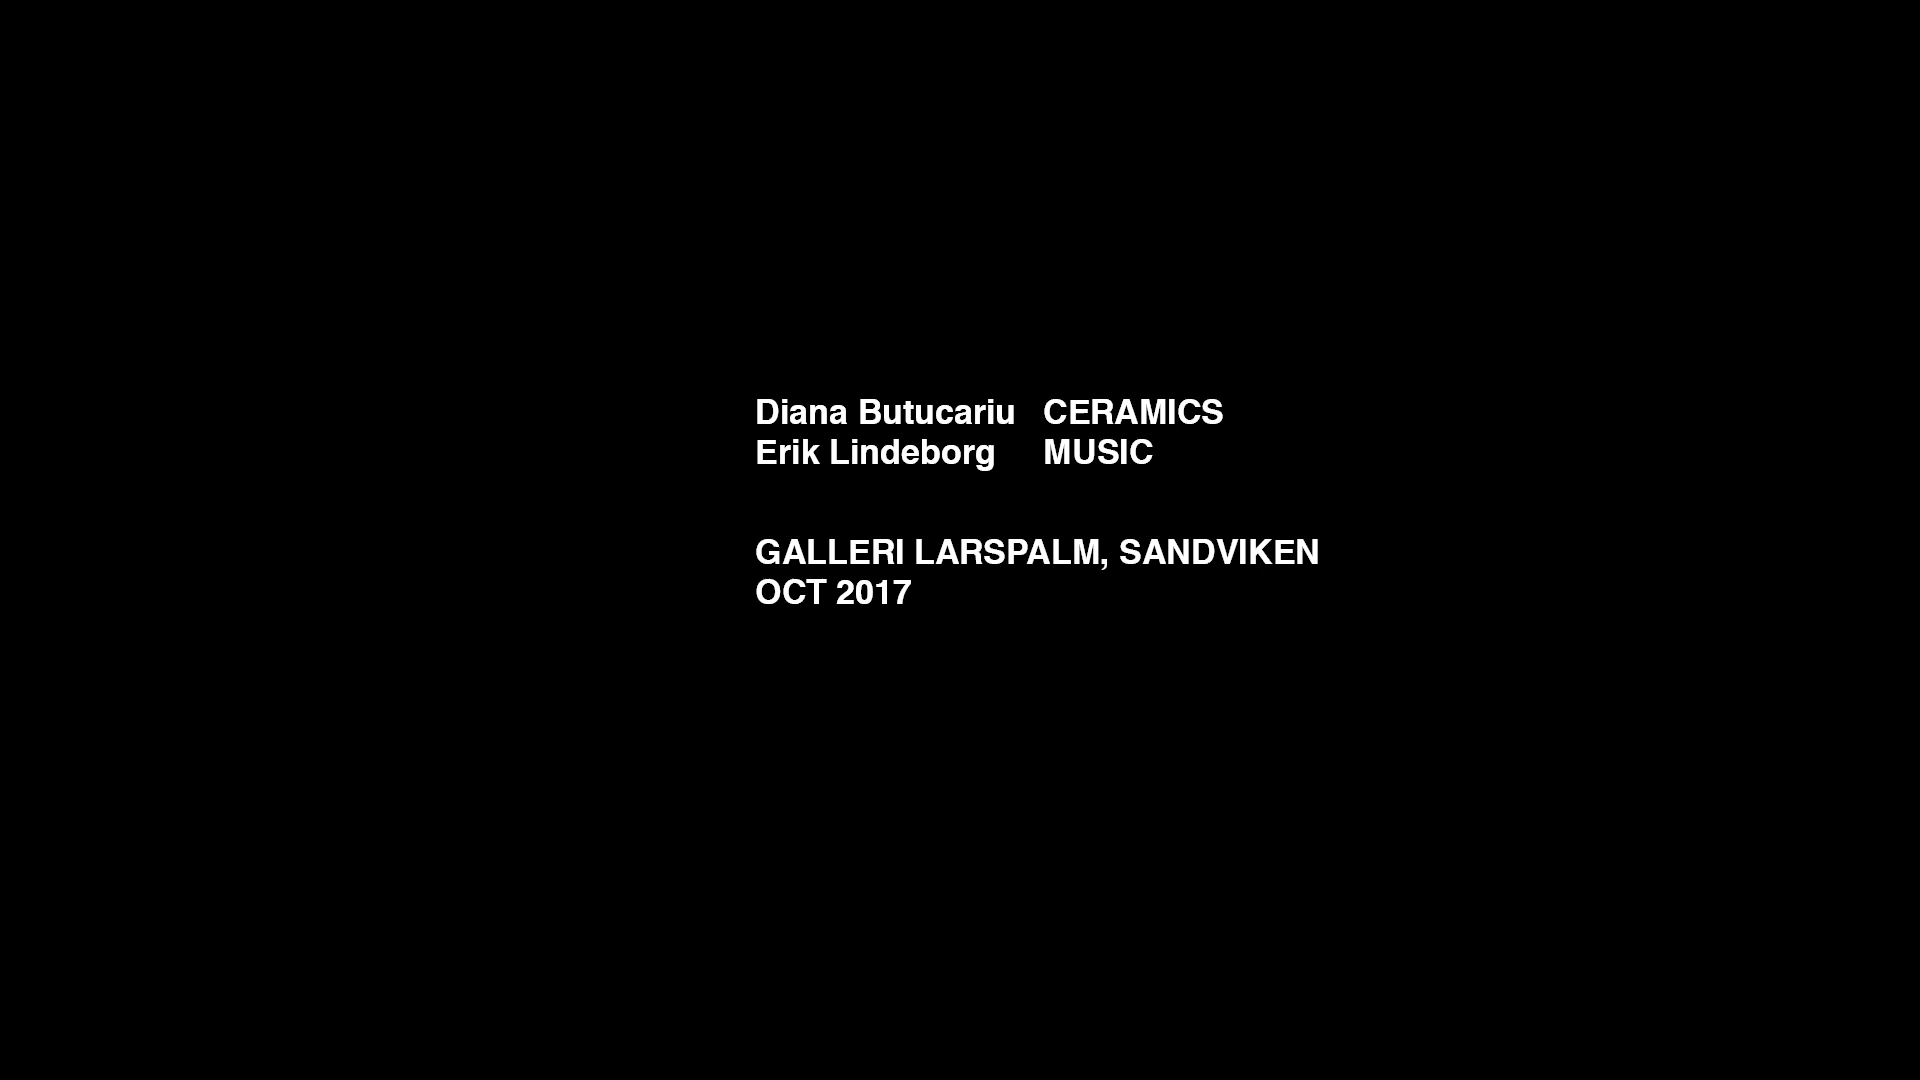 Diana Butucariu CERAMICS
Erik Lindeborg MUSIC
GALLERI LARSPALM, SANDVIKEN
OCT 2017